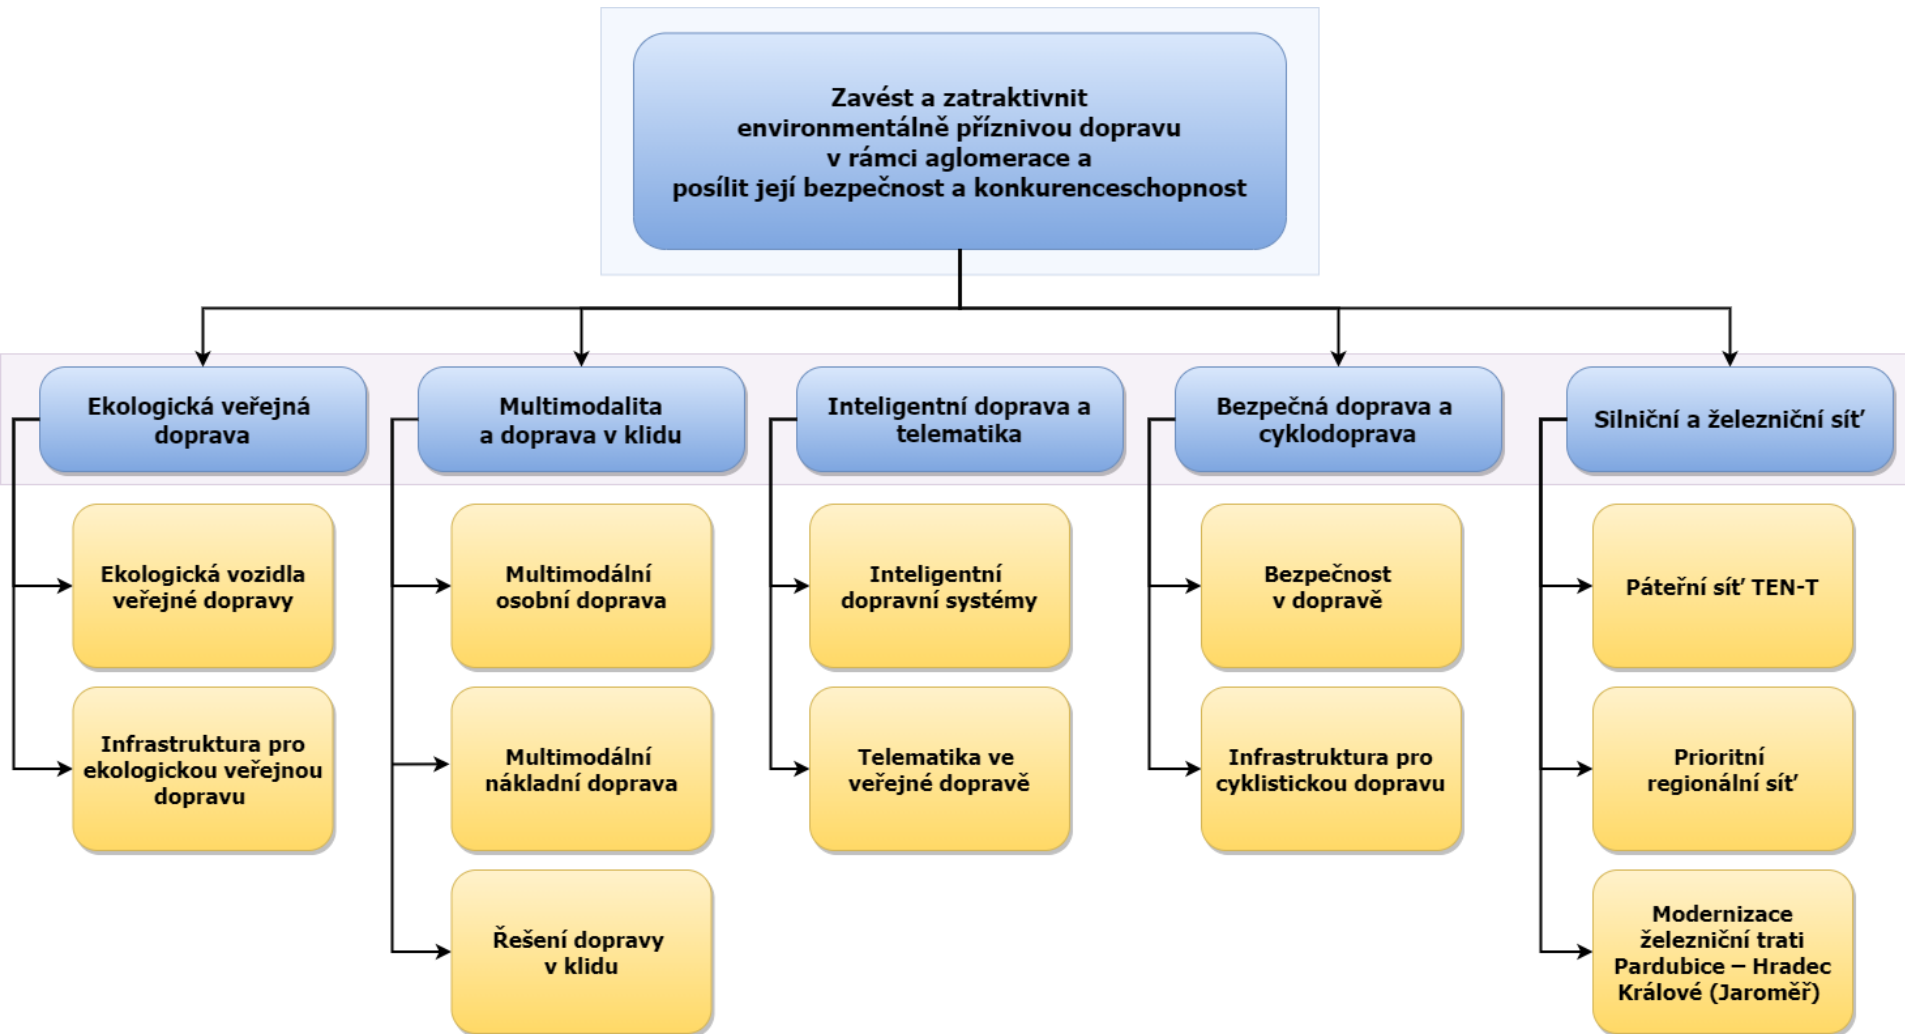 Zavést a zatraktivnit
environmentálně příznivou dopravu
v rámci aglomerace a
posílit její bezpečnost a konkurenceschopnost
Ekologická veřejná
doprava
Multimodalita
a doprava v klidu
Inteligentní doprava a
telematika
Bezpečná doprava a
cyklodoprava
Silniční a železniční síť
Ekologická vozidla
veřejné dopravy
Multimodální
osobní doprava
Inteligentní
dopravní systémy
Bezpečnost
v dopravě
Páteřní síť TEN-T
Infrastruktura pro
ekologickou veřejnou
dopravu
Multimodální
nákladní doprava
Telematika ve
veřejné dopravě
Infrastruktura pro
cyklistickou dopravu
Prioritní
regionální síť
Řešení dopravy
v klidu
Modernizace
železniční trati
Pardubice – Hradec
Králové (Jaroměř)